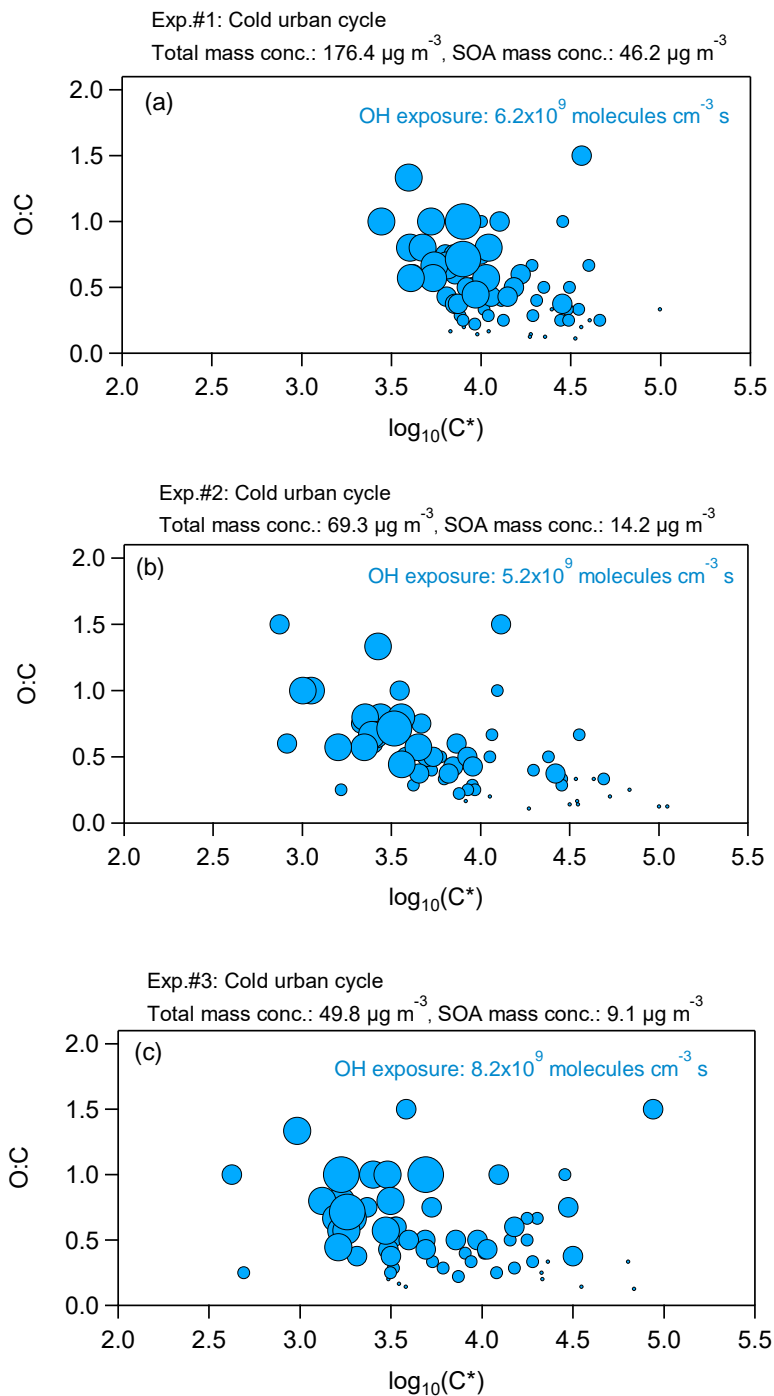 Exp.#1: Cold urban cycle
Total mass conc.: 176.4 µg m⁻³, SOA mass conc.: 46.2 µg m⁻³
(a)
OH exposure: 6.2x10⁹ molecules cm⁻³ s
2.0
1.5
1.0
0.5
0.0
O:C
2.0 2.5 3.0 3.5 4.0 4.5 5.0 5.5
log₁₀(C*)
Exp.#2: Cold urban cycle
Total mass conc.: 69.3 µg m⁻³, SOA mass conc.: 14.2 µg m⁻³
(b)
OH exposure: 5.2x10⁹ molecules cm⁻³ s
2.0
1.5
1.0
0.5
0.0
O:C
2.0 2.5 3.0 3.5 4.0 4.5 5.0 5.5
log₁₀(C*)
Exp.#3: Cold urban cycle
Total mass conc.: 49.8 µg m⁻³, SOA mass conc.: 9.1 µg m⁻³
(c)
OH exposure: 8.2x10⁹ molecules cm⁻³ s
2.0
1.5
1.0
0.5
0.0
O:C
2.0 2.5 3.0 3.5 4.0 4.5 5.0 5.5
log₁₀(C*)